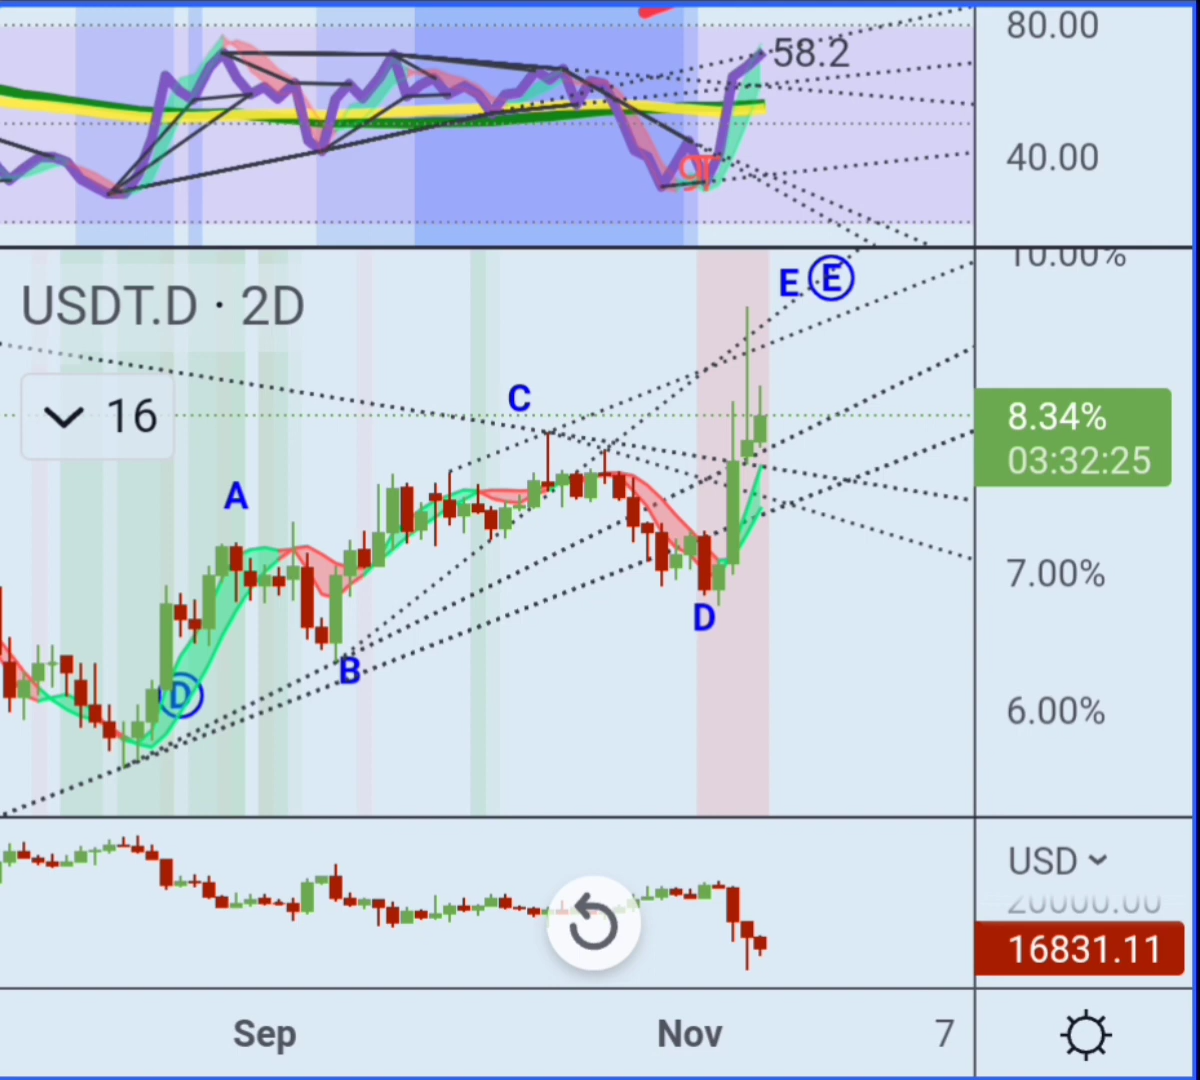 80.00
58.2
40.00
10.00%
E E
USDT.D · 2D
C
16
8.34%
03:32:25
A
7.00%
D
B
D
6.00%
USD
20000.00
16831.11
Sep Nov 7